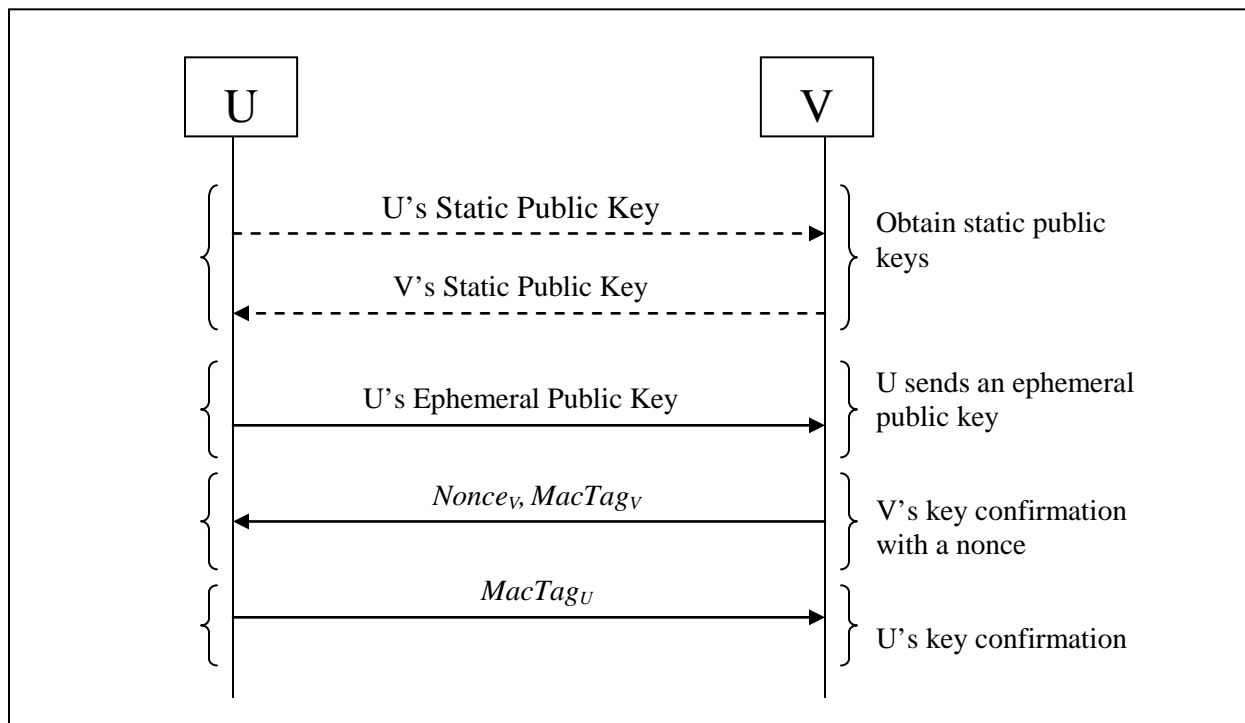 U
V
U’s Static Public Key
Obtain static public
keys
V’s Static Public Key
U’s Ephemeral Public Key
U sends an ephemeral
public key
NonceV, MacTagV
V’s key confirmation
with a nonce
MacTagU
U’s key confirmation